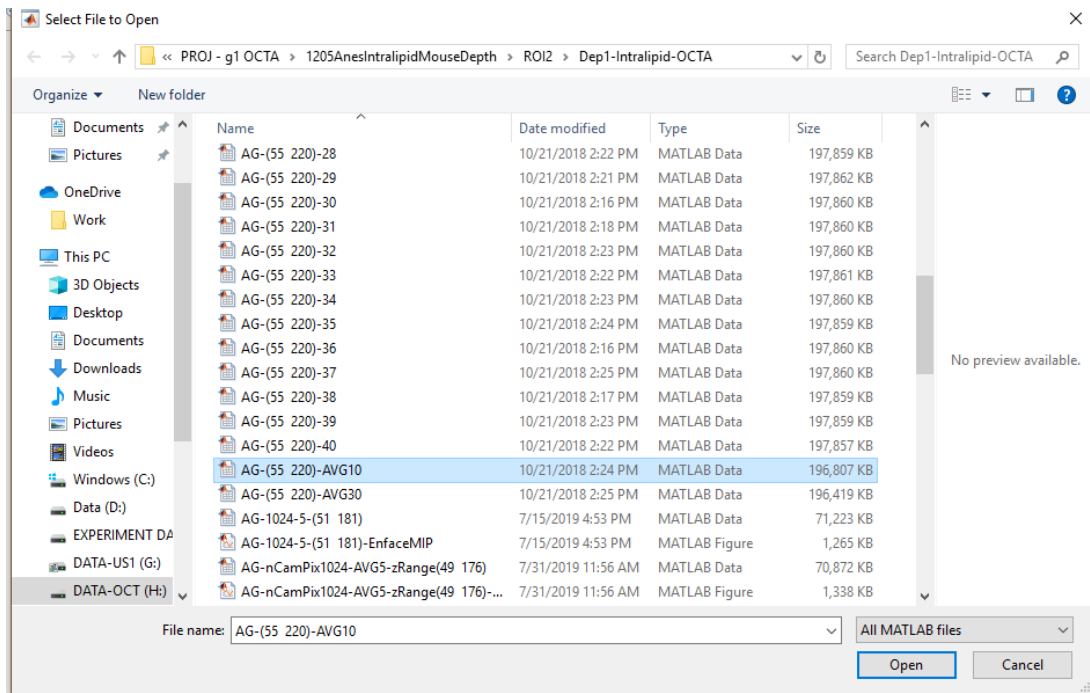 Select File to Open
« PROJ - g1 OCTA > 1205AnesIntralipidMouseDepth > ROI2 > Dep1-Intralipid-OCTA
Search Dep1-Intralipid-OCTA
Organize
New folder
Documents
Pictures
OneDrive
Work
This PC
3D Objects
Desktop
Documents
Downloads
Music
Pictures
Videos
Windows (C:)
Data (D:)
EXPERIMENT DA
DATA-US1 (G:)
DATA-OCT (H:)
Name Date modified Type Size
AG-(55 220)-28 10/21/2018 2:22 PM MATLAB Data 197,859 KB
AG-(55 220)-29 10/21/2018 2:21 PM MATLAB Data 197,862 KB
AG-(55 220)-30 10/21/2018 2:16 PM MATLAB Data 197,860 KB
AG-(55 220)-31 10/21/2018 2:18 PM MATLAB Data 197,860 KB
AG-(55 220)-32 10/21/2018 2:23 PM MATLAB Data 197,860 KB
AG-(55 220)-33 10/21/2018 2:22 PM MATLAB Data 197,861 KB
AG-(55 220)-34 10/21/2018 2:23 PM MATLAB Data 197,860 KB
AG-(55 220)-35 10/21/2018 2:24 PM MATLAB Data 197,859 KB
AG-(55 220)-36 10/21/2018 2:16 PM MATLAB Data 197,860 KB
AG-(55 220)-37 10/21/2018 2:25 PM MATLAB Data 197,860 KB
AG-(55 220)-38 10/21/2018 2:17 PM MATLAB Data 197,859 KB
AG-(55 220)-39 10/21/2018 2:23 PM MATLAB Data 197,859 KB
AG-(55 220)-40 10/21/2018 2:22 PM MATLAB Data 197,857 KB
AG-(55 220)-AVG10 10/21/2018 2:24 PM MATLAB Data 196,807 KB
AG-(55 220)-AVG30 10/21/2018 2:25 PM MATLAB Data 196,419 KB
AG-1024-5-(51 181) 7/15/2019 4:53 PM MATLAB Data 71,223 KB
AG-1024-5-(51 181)-EnfaceMIP 7/15/2019 4:53 PM MATLAB Figure 1,265 KB
AG-nCamPix1024-AVG5-zRange(49 176) 7/31/2019 11:56 AM MATLAB Data 70,872 KB
AG-nCamPix1024-AVG5-zRange(49 176)-... 7/31/2019 11:56 AM MATLAB Figure 1,338 KB
No preview available.
File name: AG-(55 220)-AVG10
All MATLAB files
Open
Cancel